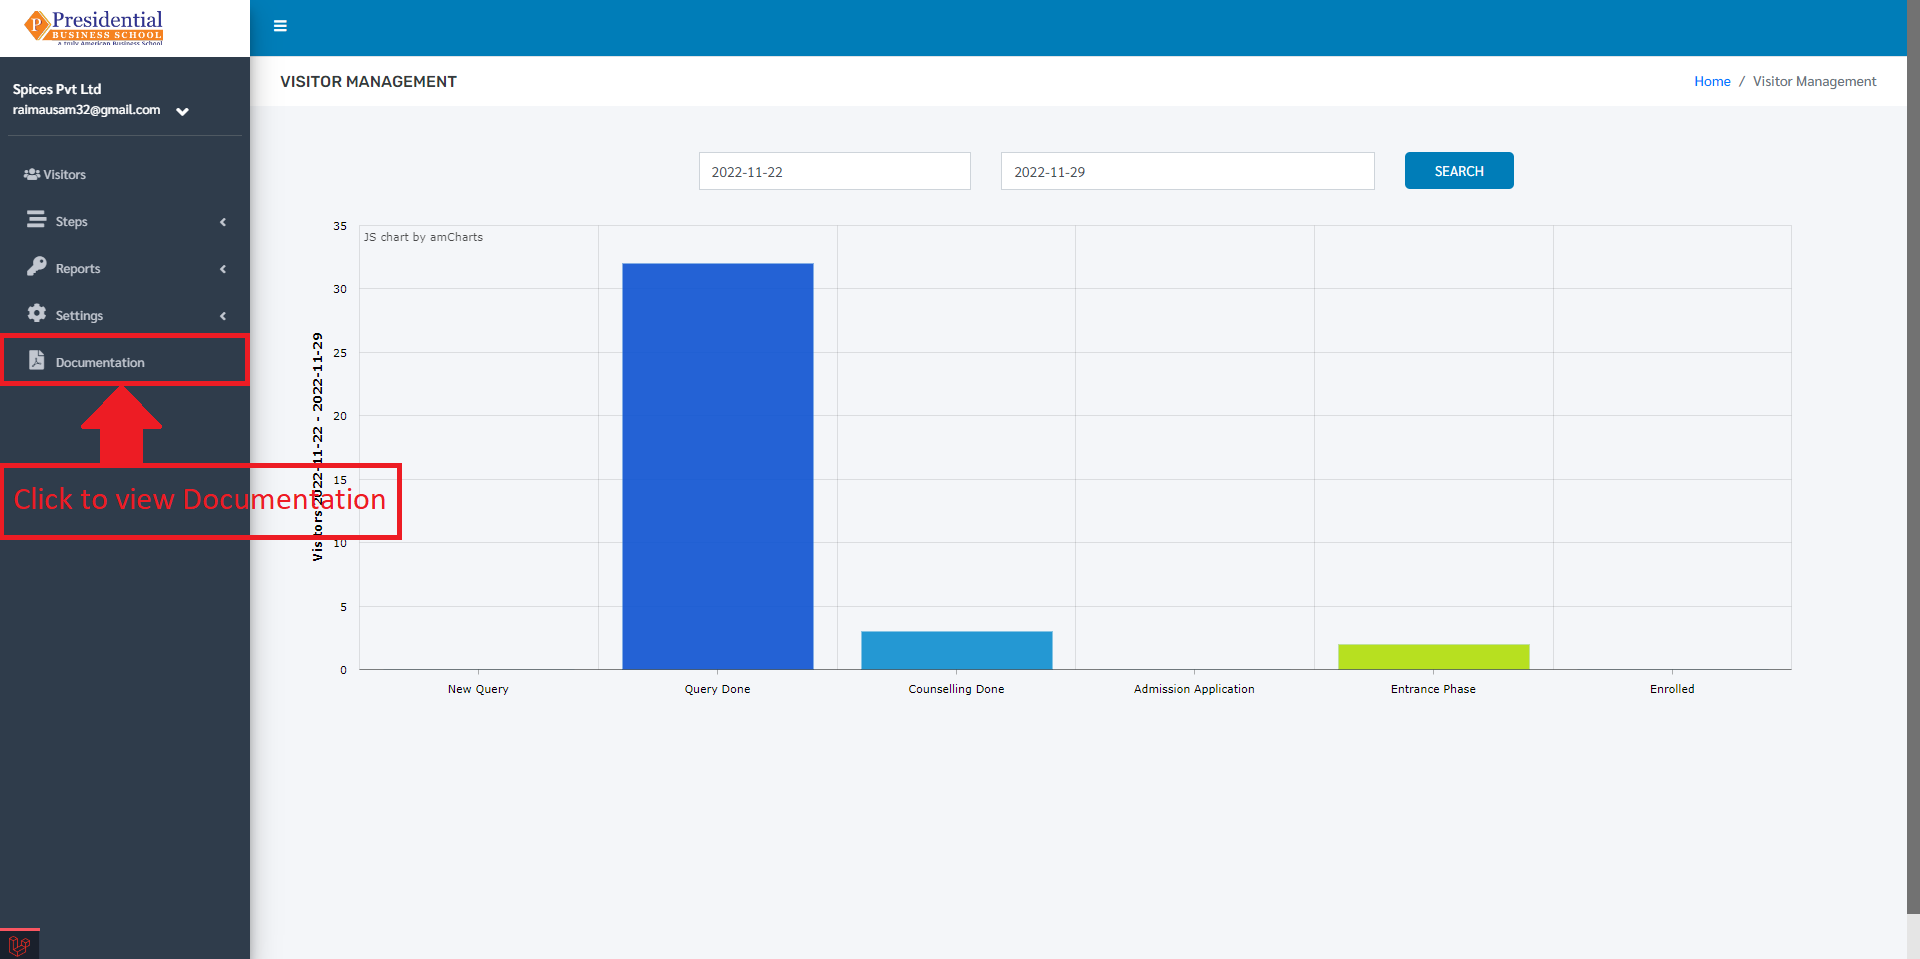 Presidential
BUSINESS SCHOOL
a truly American Business School
Spices Pvt Ltd
raimausam32@gmail.com
Visitors
Steps
Reports
Settings
Documentation
Click to view Documentation
VISITOR MANAGEMENT
Home / Visitor Management
2022-11-22
2022-11-29
SEARCH
JS chart by amCharts
Visitors 2022-11-22 - 2022-11-29
35
30
25
20
15
10
5
0
New Query
Query Done
Counselling Done
Admission Application
Entrance Phase
Enrolled